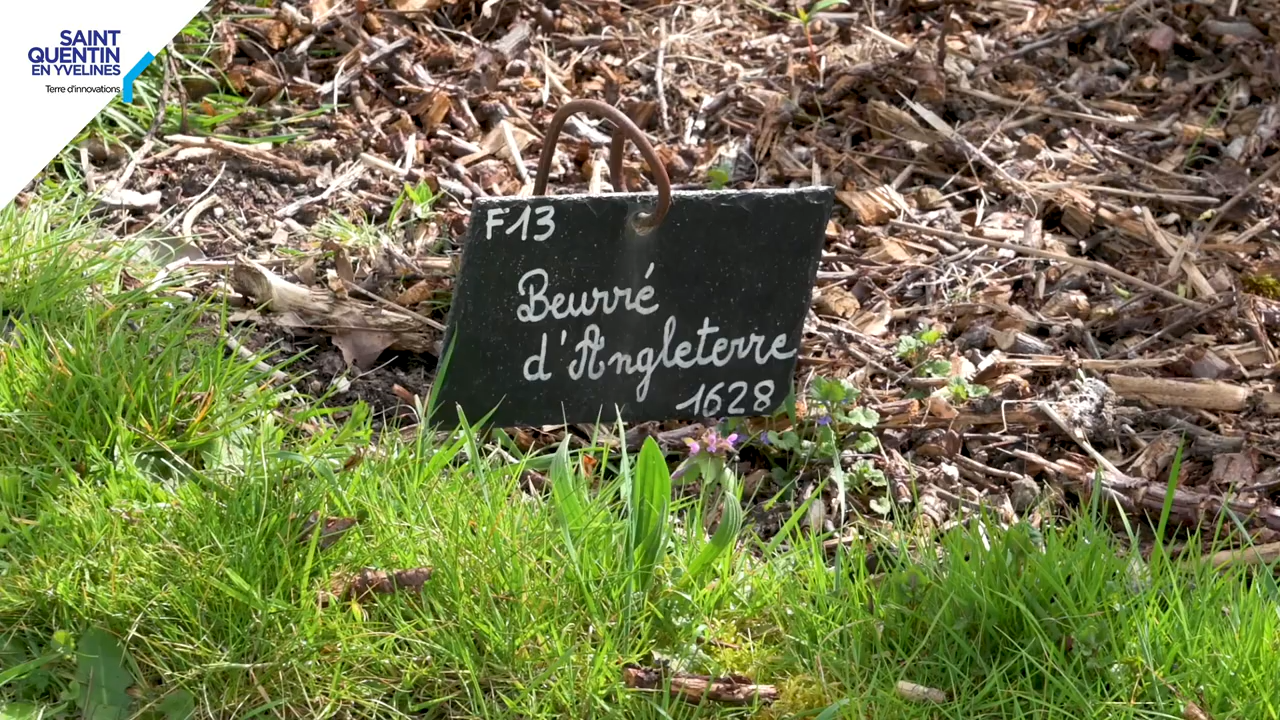 SAINT
QUENTIN
EN YVELINES
Terre d'innovations
F13
Beurré
d'Angleterre
1628